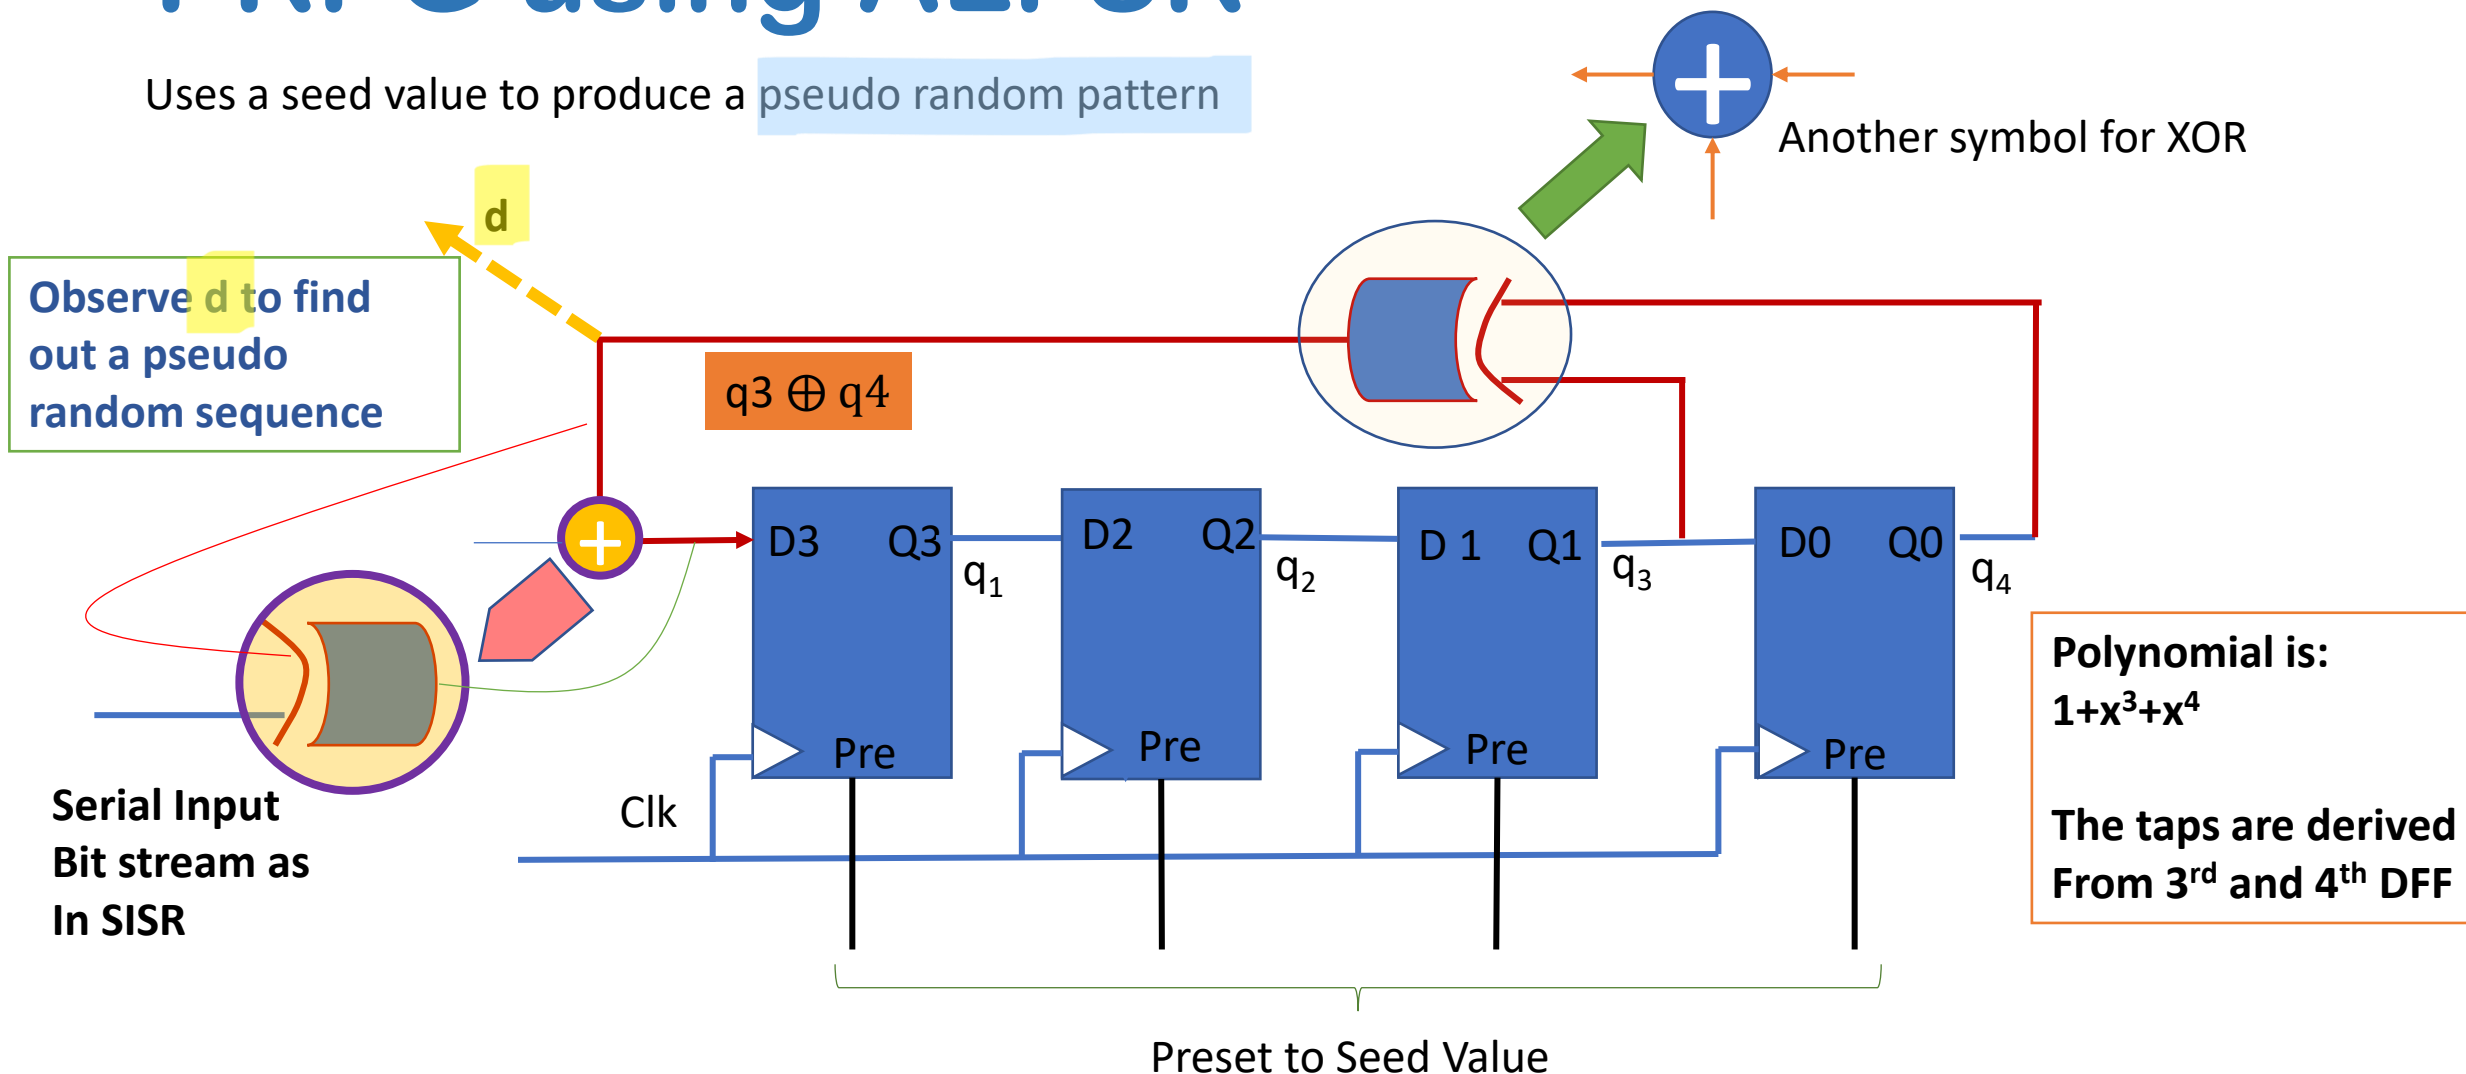 PRPG using ALFSR
Uses a seed value to produce a pseudo random pattern
Another symbol for XOR
d
Observe d to find
out a pseudo
random sequence
q3 ⊕ q4
D3 Q3
D2 Q2
D 1 Q1
D0 Q0
q₁
q₂
q₃
q₄
Pre
Pre
Pre
Pre
Clk
Serial Input
Bit stream as
In SISR
Polynomial is:
1+x³+x⁴
The taps are derived
From 3ʳᵈ and 4ᵗʰ DFF
Preset to Seed Value